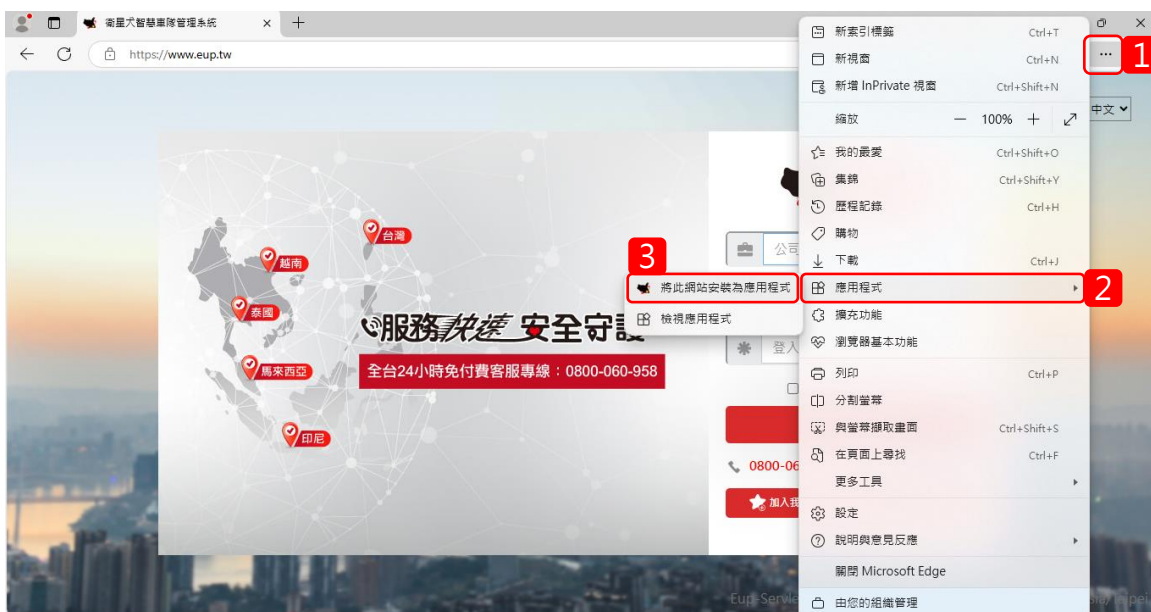 衛星犬智慧車隊管理系統
https://www.eup.tw
1
中文
新索引標籤 Ctrl+T
新視窗 Ctrl+N
新增 InPrivate 視窗 Ctrl+Shift+N
縮放 100%
我的最愛 Ctrl+Shift+O
集錦 Ctrl+Shift+Y
歷程記錄 Ctrl+H
購物
下載 Ctrl+J
應用程式
2
擴充功能
瀏覽器基本功能
列印 Ctrl+P
分割螢幕
與螢幕擷取畫面 Ctrl+Shift+S
在頁面上尋找 Ctrl+F
更多工具
設定
說明與意見反應
關閉 Microsoft Edge
由您的組織管理
3
將此網站安裝為應用程式
檢視應用程式
台灣
越南
泰國
馬來西亞
印尼
服務快速 安全守護
全台24小時免付費客服專線：0800-060-958
公司
登入
0800-06
加入我
Eup-Service